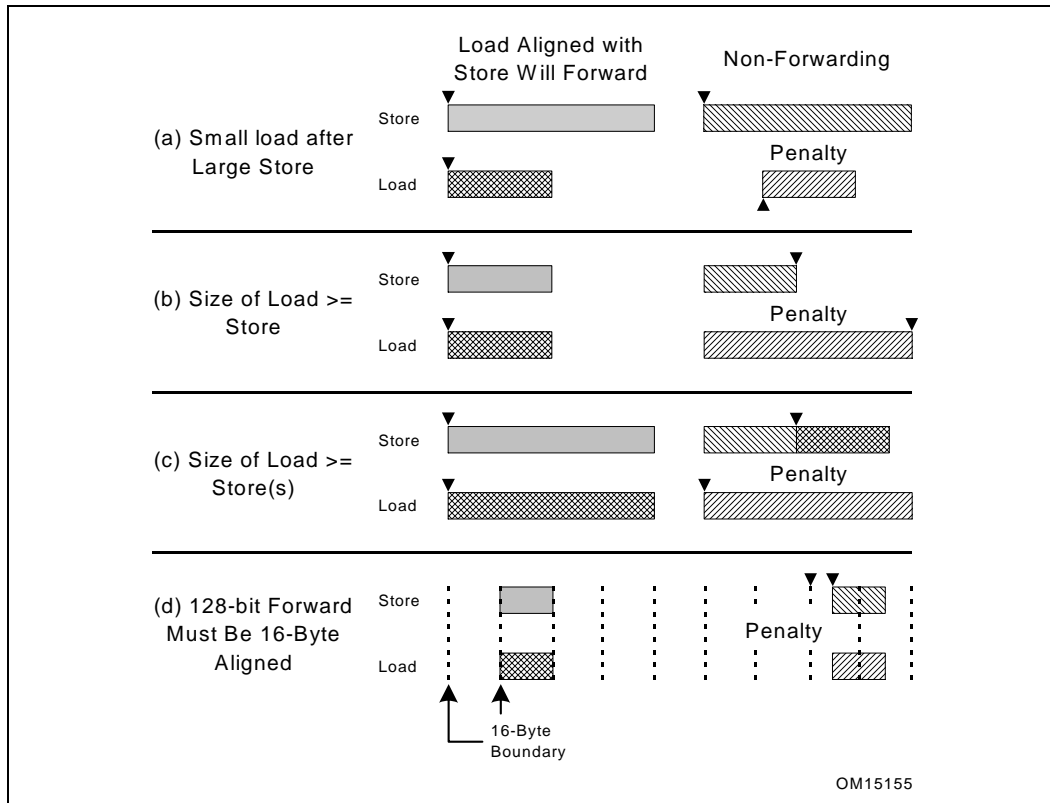 Load Aligned with
Store Will Forward
Non-Forwarding
(a) Small load after
Large Store
Store
Load
Penalty
(b) Size of Load >=
Store
Store
Load
Penalty
(c) Size of Load >=
Store(s)
Store
Load
Penalty
(d) 128-bit Forward
Must Be 16-Byte
Aligned
Store
Load
Penalty
16-Byte
Boundary
OM15155